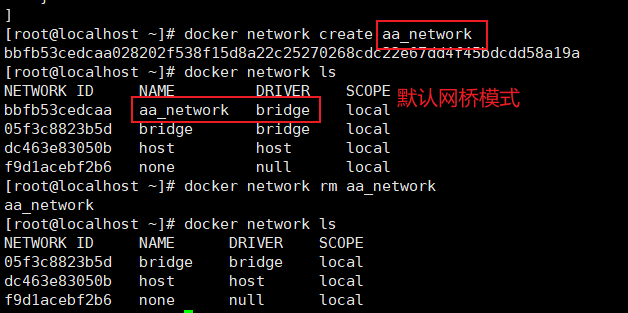 ]
[root@localhost ~]# docker network create aa_network
bbfb53cedcaa028202f538f15d8a22c25270268cdc22e67dd4f45bdcdd58a19a
[root@localhost ~]# docker network ls
NETWORK ID     NAME         DRIVER    SCOPE
bbfb53cedcaa   aa_network   bridge    local 默认网桥模式
05f3c8823b5d   bridge       bridge    local
dc463e83050b   host         host      local
f9d1acebf2b6   none         null      local
[root@localhost ~]# docker network rm aa_network
aa_network
[root@localhost ~]# docker network ls
NETWORK ID     NAME      DRIVER    SCOPE
05f3c8823b5d   bridge    bridge    local
dc463e83050b   host      host      local
f9d1acebf2b6   none      null      local